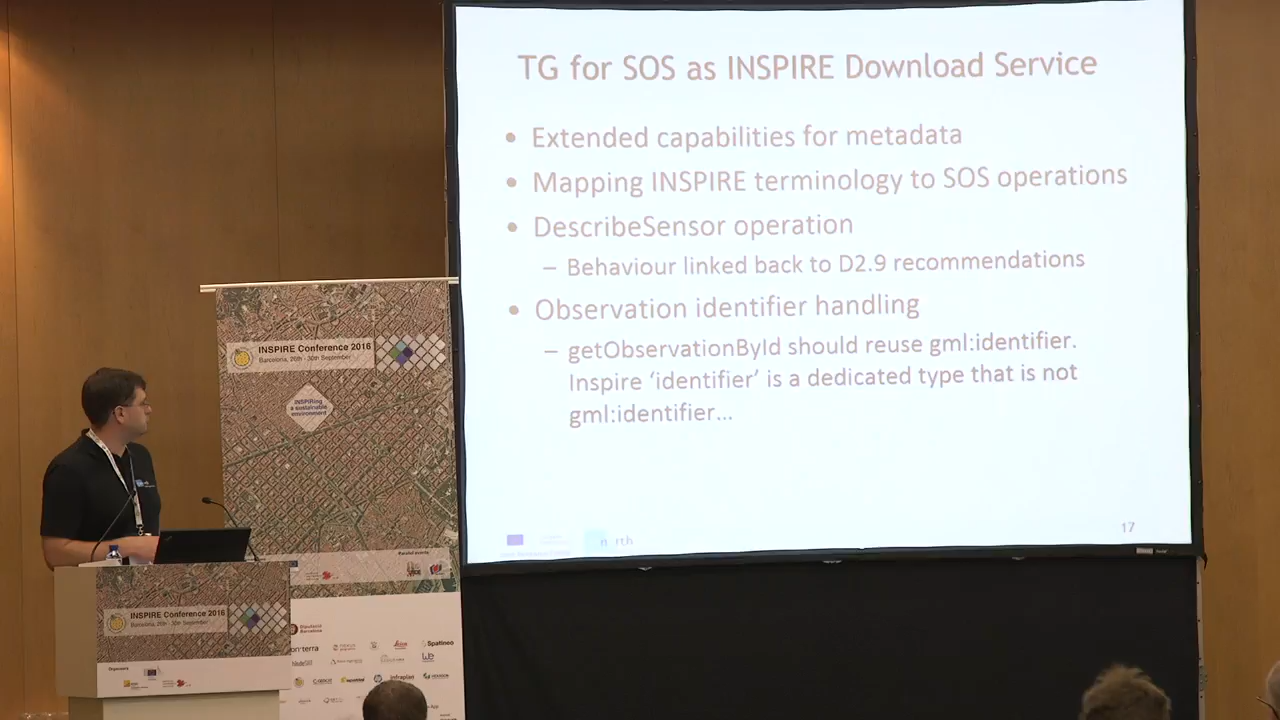 TG for SOS as INSPIRE Download Service
• Extended capabilities for metadata
• Mapping INSPIRE terminology to SOS operations
• DescribeSensor operation
– Behaviour linked back to D2.9 recommendations
• Observation identifier handling
– getObservationById should reuse gml:identifier.
Inspire ‘identifier’ is a dedicated type that is not
gml:identifier…
17
INSPIRE Conference 2016
Barcelona, 26th - 30th September
INSPIRing
a sustainable
environment
INSPIRE Conference 2016
Barcelona, 26th - 30th September
Organisers
Diputació
Barcelona
Spatineo